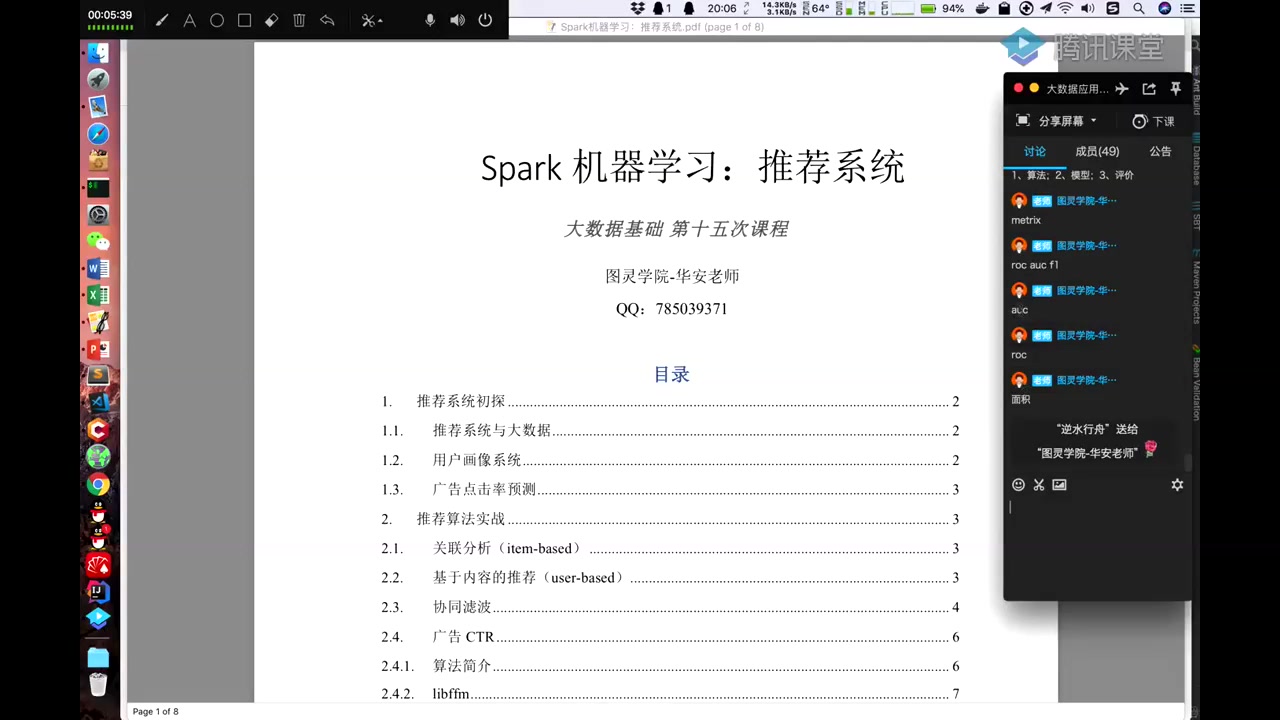 00:05:39
1
20:06
14.3KB/s
3.1KB/s
64°
94%
Spark机器学习：推荐系统.pdf (page 1 of 8)
腾讯课堂
Spark 机器学习：推荐系统
大数据基础 第十五次课程
图灵学院-华安老师
QQ：785039371
目录
1. 推荐系统初探 2
1.1. 推荐系统与大数据 2
1.2. 用户画像系统 2
1.3. 广告点击率预测 3
2. 推荐算法实战 3
2.1. 关联分析（item-based） 3
2.2. 基于内容的推荐（user-based） 3
2.3. 协同滤波 4
2.4. 广告 CTR 6
2.4.1. 算法简介 6
2.4.2. libffm 7
Page 1 of 8
大数据应用...
分享屏幕
下课
讨论 成员(49) 公告
1、算法；2、模型；3、评价
老师 图灵学院-华...
metrix
老师 图灵学院-华...
roc auc f1
老师 图灵学院-华...
auc
老师 图灵学院-华...
roc
老师 图灵学院-华...
面积
“逆水行舟” 送给
“图灵学院-华安老师”
Ant Build
Database
SBT
Maven Projects
Bean Validation